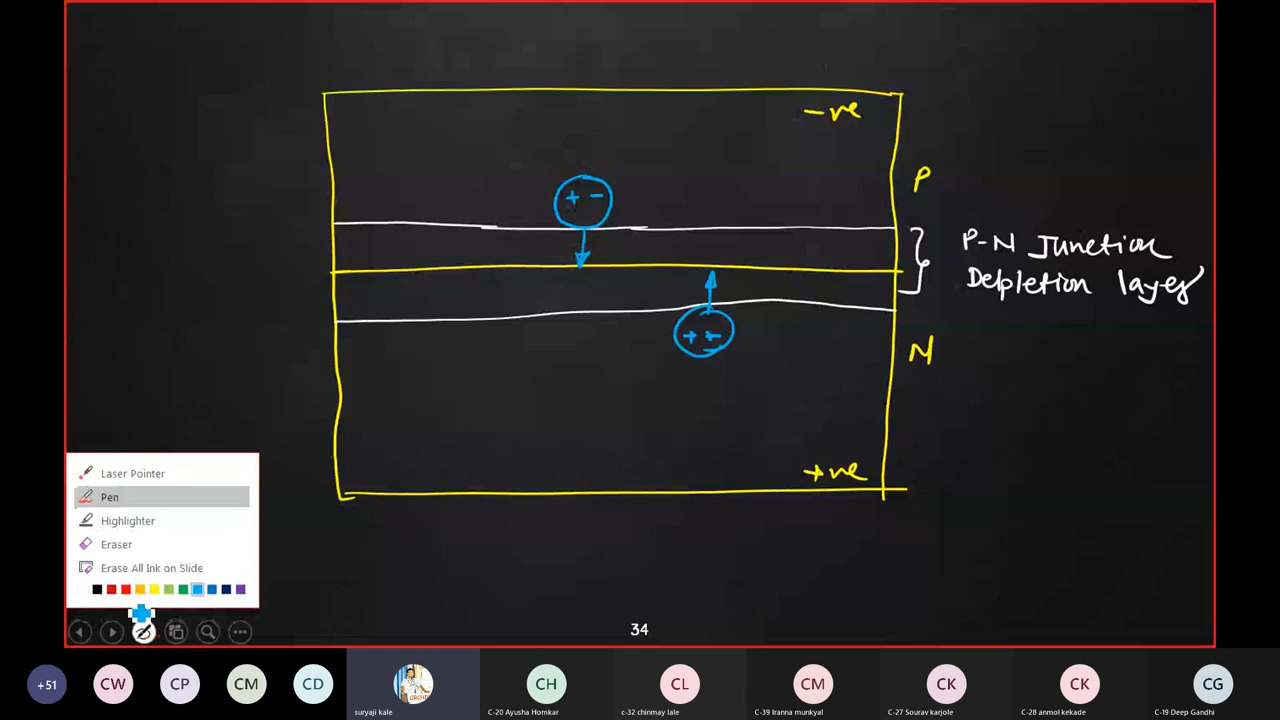 -ve
P
P-N Junction
Depletion layer
N
+ve
+ -
+ -
Laser Pointer
Pen
Highlighter
Eraser
Erase All Ink on Slide
34
+51
CW
CP
CM
CD
ORCHID
suryaji kale
CH
C-20 Ayusha Homkar
CL
c-32 chinmay lale
CM
C-39 Iranna munkyal
CK
C-27 Sourav karjole
CK
C-28 anmol kekade
CG
C-19 Deep Gandhi